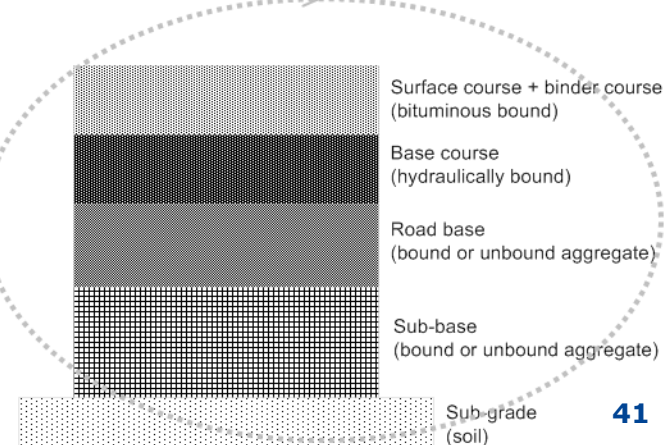 Surface course + binder course
(bituminous bound)
Base course
(hydraulically bound)
Road base
(bound or unbound aggregate)
Sub-base
(bound or unbound aggregate)
Sub-grade
(soil)
41